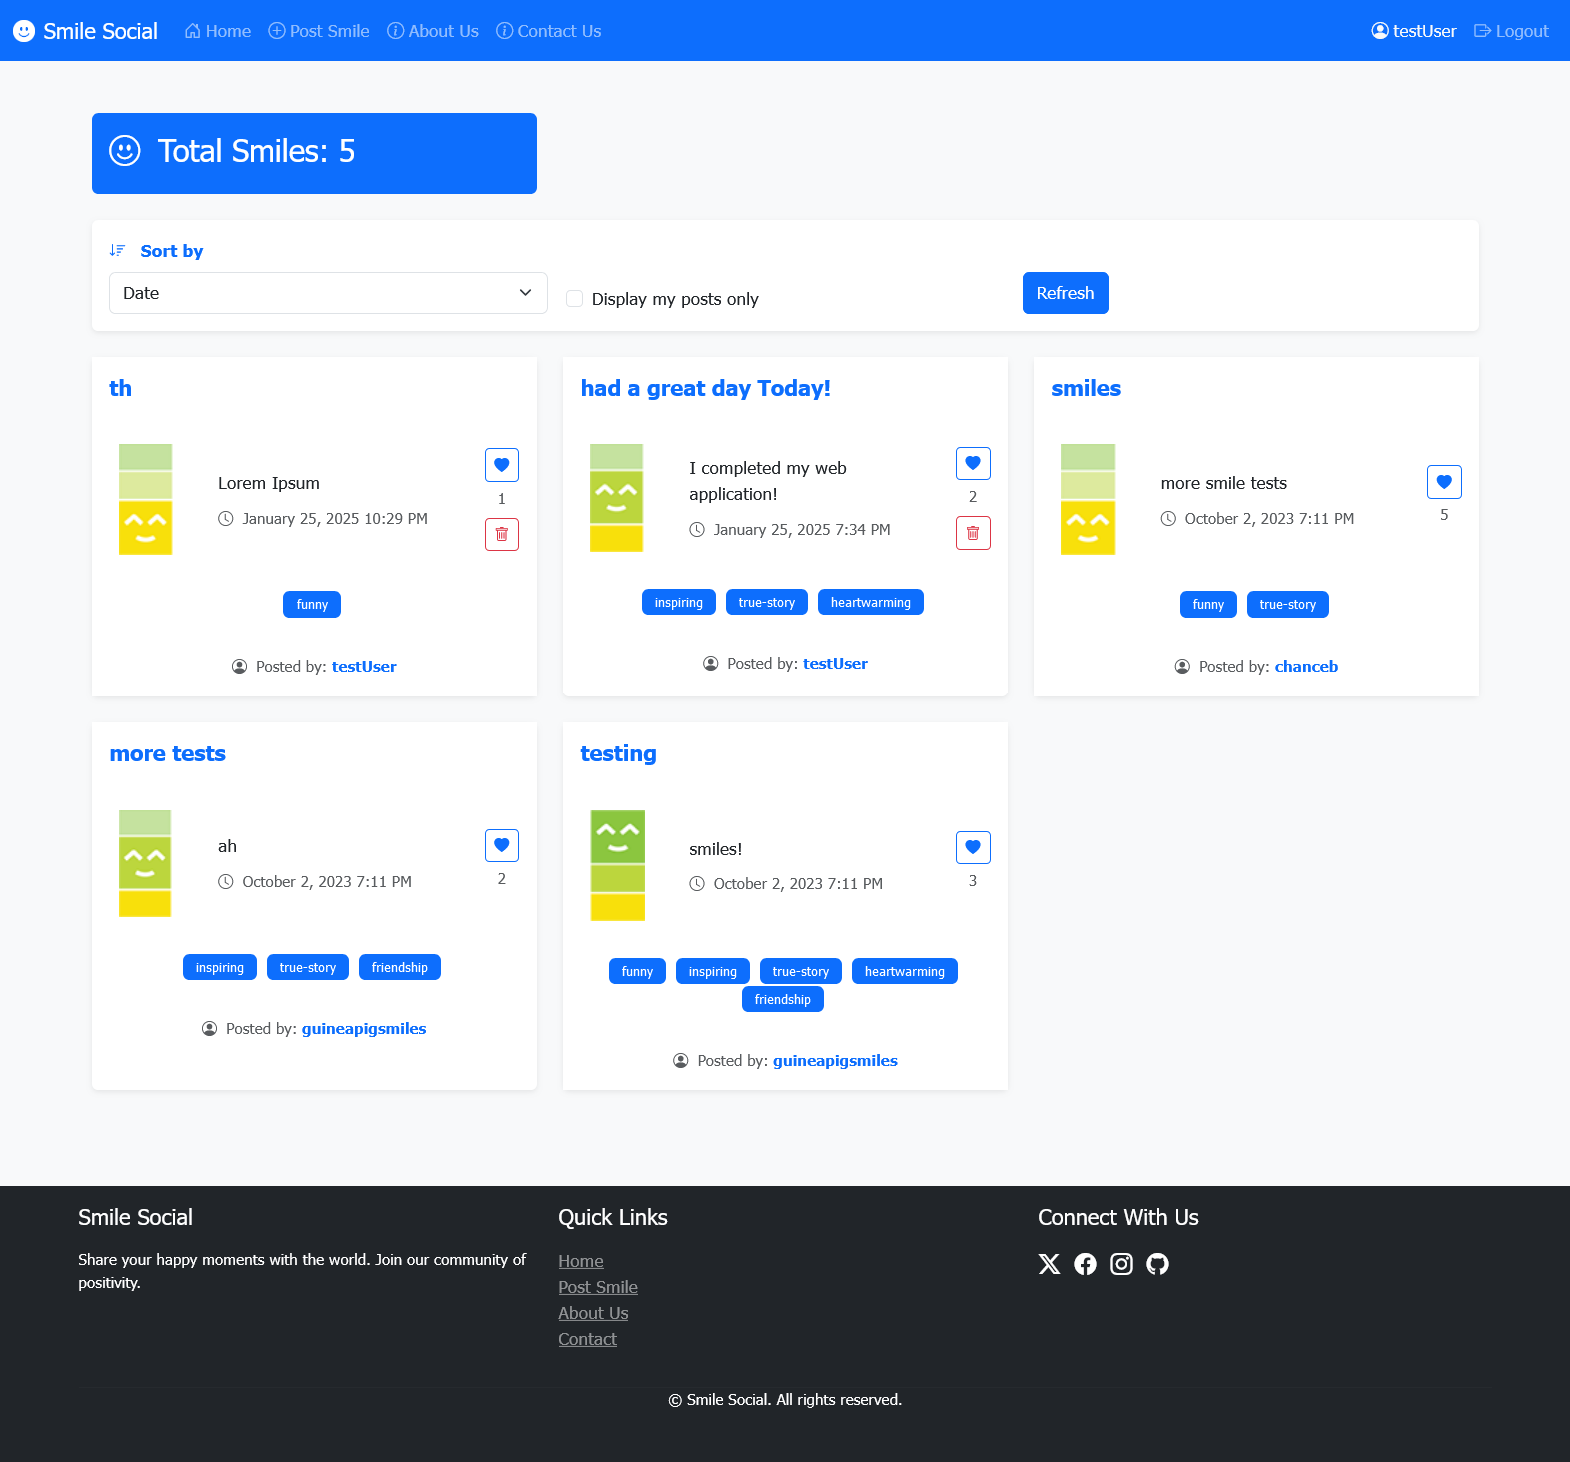 Smile Social
Home
Post Smile
About Us
Contact Us
testUser
Logout
Total Smiles: 5
Sort by
Date
Display my posts only
Refresh
th
Lorem Ipsum
January 25, 2025 10:29 PM
1
funny
Posted by: testUser
had a great day Today!
I completed my web
application!
January 25, 2025 7:34 PM
2
inspiring
true-story
heartwarming
Posted by: testUser
smiles
more smile tests
October 2, 2023 7:11 PM
5
funny
true-story
Posted by: chanceb
more tests
ah
October 2, 2023 7:11 PM
2
inspiring
true-story
friendship
Posted by: guineapigsmiles
testing
smiles!
October 2, 2023 7:11 PM
3
funny
inspiring
true-story
heartwarming
friendship
Posted by: guineapigsmiles
Smile Social
Share your happy moments with the world. Join our community of
positivity.
Quick Links
Home
Post Smile
About Us
Contact
Connect With Us
© Smile Social. All rights reserved.